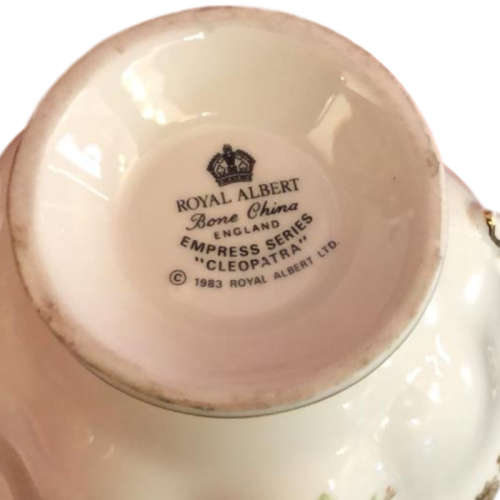 ROYAL ALBERT
Bone China
ENGLAND
EMPRESS SERIES
"CLEOPATRA"
© 1983 ROYAL ALBERT LTD.